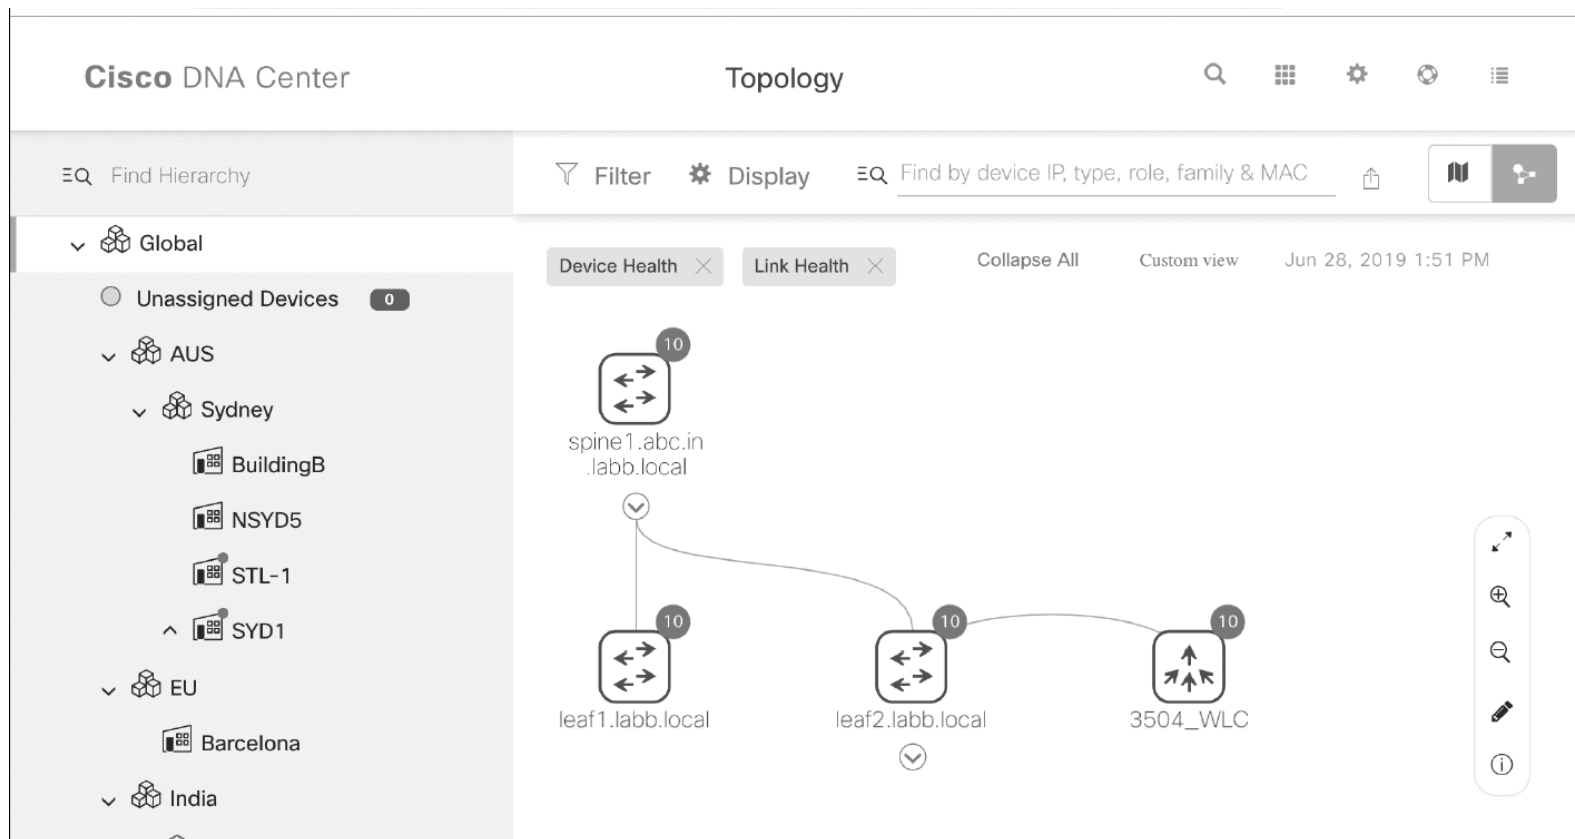 Cisco DNA Center
Topology
Find Hierarchy
Filter
Display
Find by device IP, type, role, family & MAC
Global
Unassigned Devices 0
AUS
Sydney
BuildingB
NSYD5
STL-1
SYD1
EU
Barcelona
India
Device Health
Link Health
Collapse All
Custom view
Jun 28, 2019 1:51 PM
10
spine1.abc.in
.labb.local
10
leaf1.labb.local
10
leaf2.labb.local
10
3504_WLC